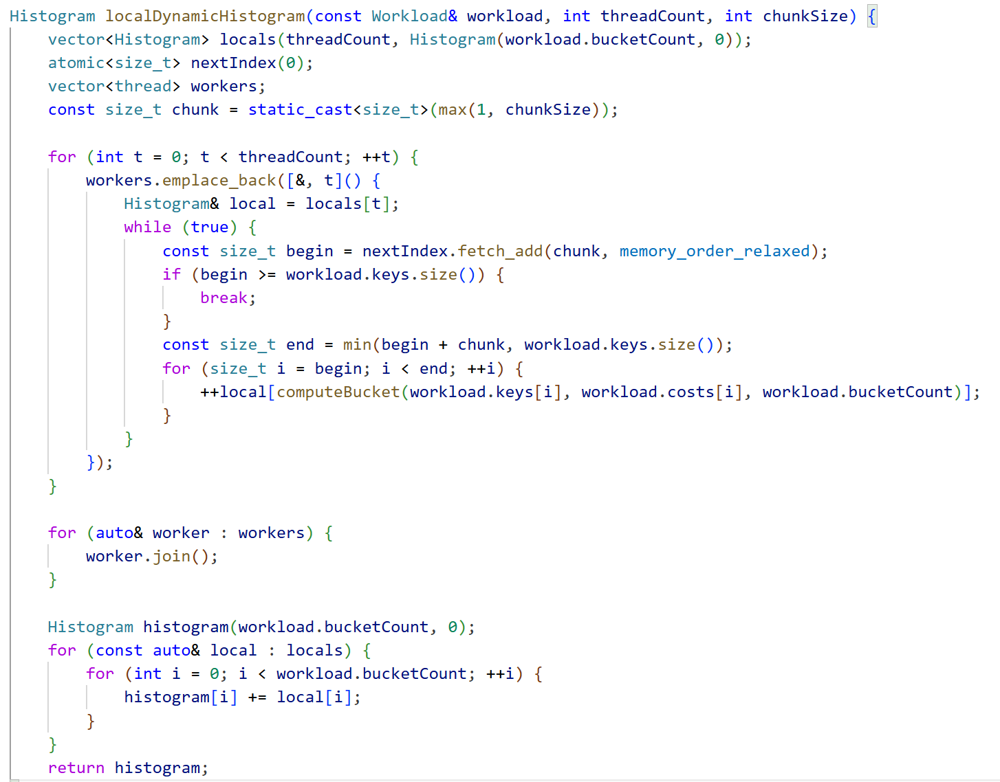 Histogram localDynamicHistogram(const Workload& workload, int threadCount, int chunkSize) {
    vector<Histogram> locals(threadCount, Histogram(workload.bucketCount, 0));
    atomic<size_t> nextIndex(0);
    vector<thread> workers;
    const size_t chunk = static_cast<size_t>(max(1, chunkSize));

    for (int t = 0; t < threadCount; ++t) {
        workers.emplace_back([&, t]() {
            Histogram& local = locals[t];
            while (true) {
                const size_t begin = nextIndex.fetch_add(chunk, memory_order_relaxed);
                if (begin >= workload.keys.size()) {
                    break;
                }
                const size_t end = min(begin + chunk, workload.keys.size());
                for (size_t i = begin; i < end; ++i) {
                    ++local[computeBucket(workload.keys[i], workload.costs[i], workload.bucketCount)];
                }
            }
        });
    }

    for (auto& worker : workers) {
        worker.join();
    }

    Histogram histogram(workload.bucketCount, 0);
    for (const auto& local : locals) {
        for (int i = 0; i < workload.bucketCount; ++i) {
            histogram[i] += local[i];
        }
    }
    return histogram;